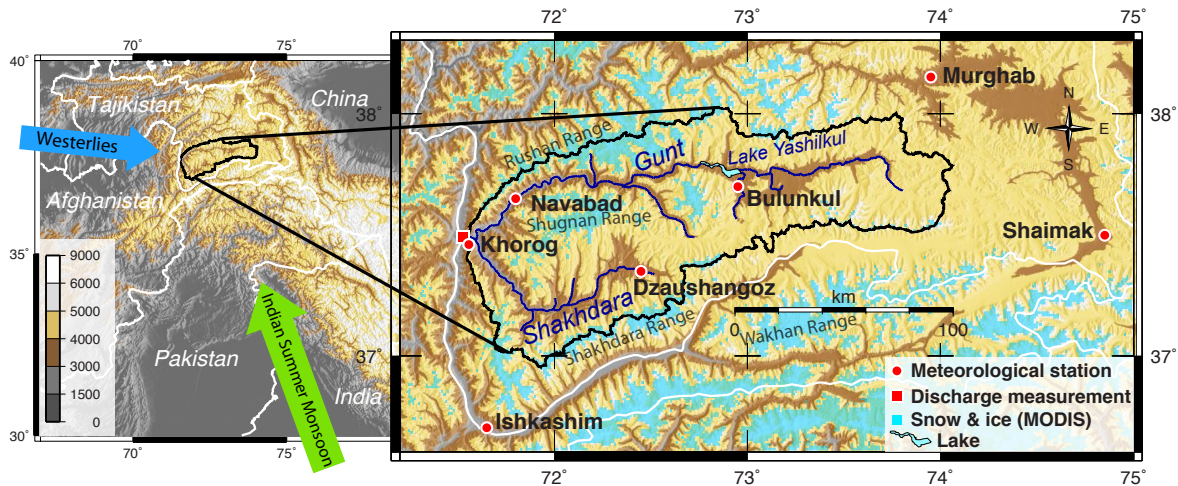 70°
75°
40°
35°
30°
70°
75°
Tajikistan
China
Westerlies
Afghanistan
9000
6000
5000
4000
3000
1500
0
Pakistan
India
Indian Summer Monsoon
72°
73°
74°
75°
38°
37°
38°
37°
72°
73°
74°
75°
Murghab
N
W
E
S
Rushan Range
Gunt
Lake Yashilkul
Navabad
Bulunkul
Shugnan Range
Khorog
Shaimak
Dzaushangoz
Shakhdara
km
0
100
Shakhdara Range
Wakhan Range
Ishkashim
Meteorological station
Discharge measurement
Snow & ice (MODIS)
Lake